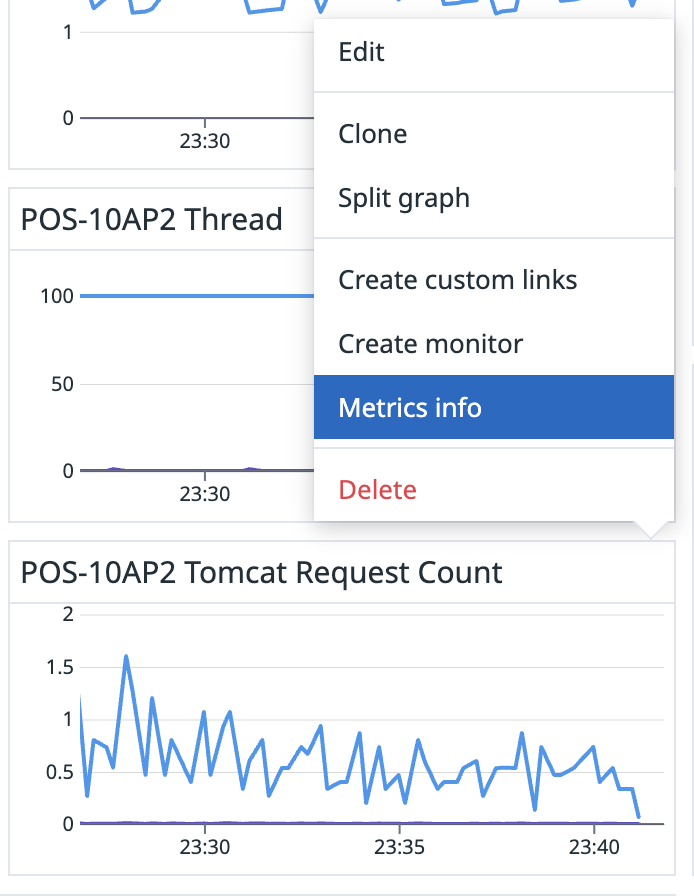 1
0
23:30
Edit
Clone
Split graph
Create custom links
Create monitor
Metrics info
Delete
POS-10AP2 Thread
100
50
0
23:30
POS-10AP2 Tomcat Request Count
2
1.5
1
0.5
0
23:30 23:35 23:40